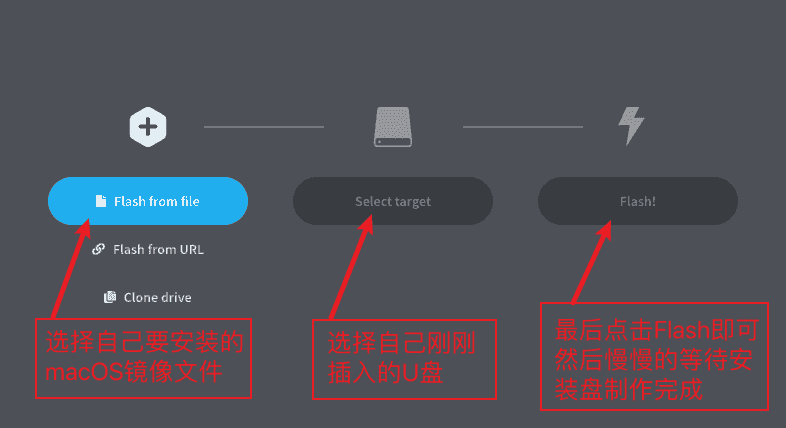 Flash from file
Select target
Flash!
Flash from URL
Clone drive
选择自己要安装的
macOS镜像文件
选择自己刚刚
插入的U盘
最后点击Flash即可
然后慢慢的等待安
装盘制作完成